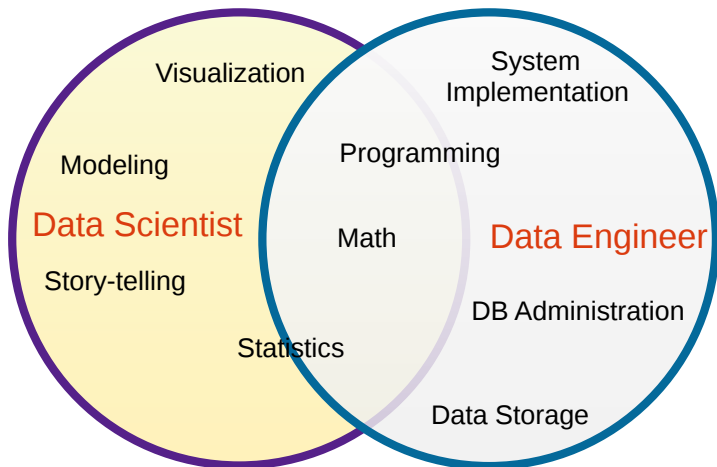 Visualization
System
Implementation
Programming
Modeling
Data Scientist
Math
Data Engineer
Story-telling
DB Administration
Statistics
Data Storage